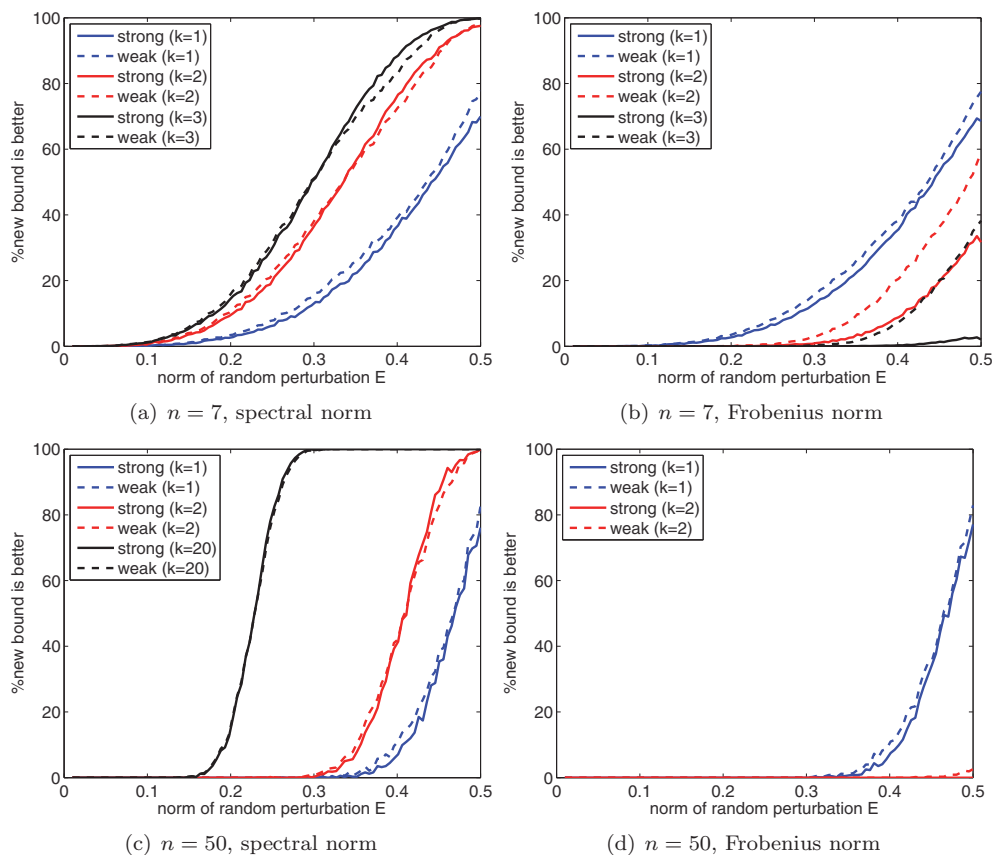 100
80
60
40
20
0
%new bound is better
strong (k=1)
weak (k=1)
strong (k=2)
weak (k=2)
strong (k=3)
weak (k=3)
0 0.1 0.2 0.3 0.4 0.5
norm of random perturbation E
(a) n = 7, spectral norm
100
80
60
40
20
0
%new bound is better
strong (k=1)
weak (k=1)
strong (k=2)
weak (k=2)
strong (k=3)
weak (k=3)
0 0.1 0.2 0.3 0.4 0.5
norm of random perturbation E
(b) n = 7, Frobenius norm
100
80
60
40
20
0
%new bound is better
strong (k=1)
weak (k=1)
strong (k=2)
weak (k=2)
strong (k=20)
weak (k=20)
0 0.1 0.2 0.3 0.4 0.5
norm of random perturbation E
(c) n = 50, spectral norm
100
80
60
40
20
0
%new bound is better
strong (k=1)
weak (k=1)
strong (k=2)
weak (k=2)
0 0.1 0.2 0.3 0.4 0.5
norm of random perturbation E
(d) n = 50, Frobenius norm